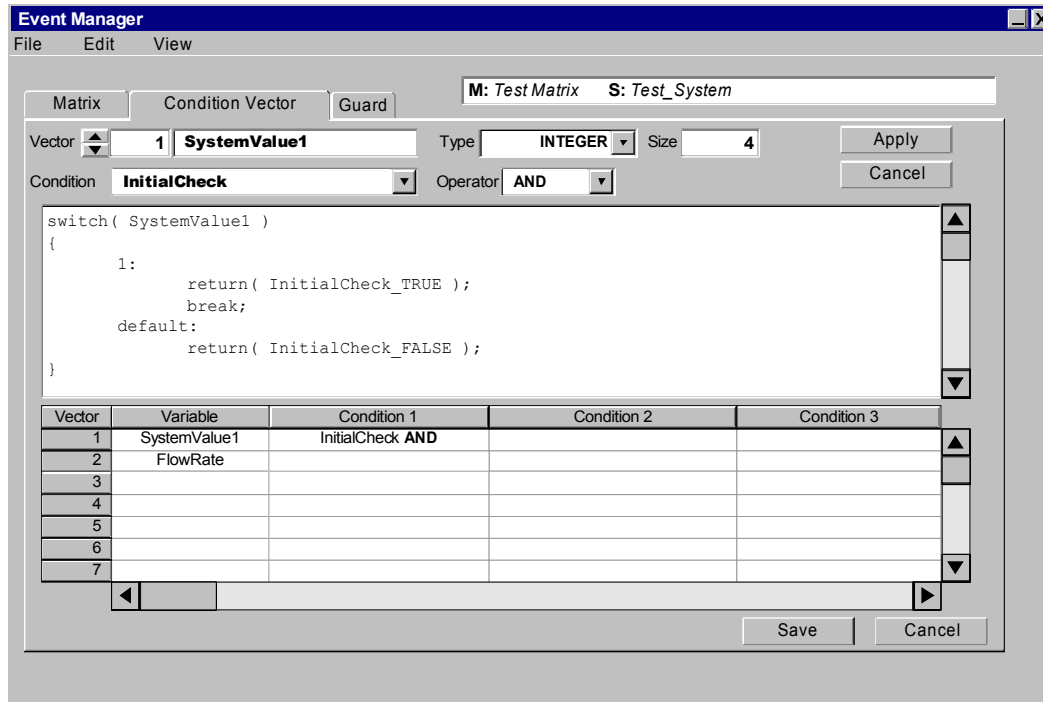 Event Manager
File Edit View
M: Test Matrix S: Test_System
Matrix Condition Vector Guard
Vector 1 SystemValue1 Type INTEGER Size 4 Apply
Condition InitialCheck Operator AND Cancel
switch( SystemValue1 )
{
1:
return( InitialCheck_TRUE );
break;
default:
return( InitialCheck_FALSE );
}
Vector Variable Condition 1 Condition 2 Condition 3
1 SystemValue1 InitialCheck AND
2 FlowRate
3
4
5
6
7
Save Cancel